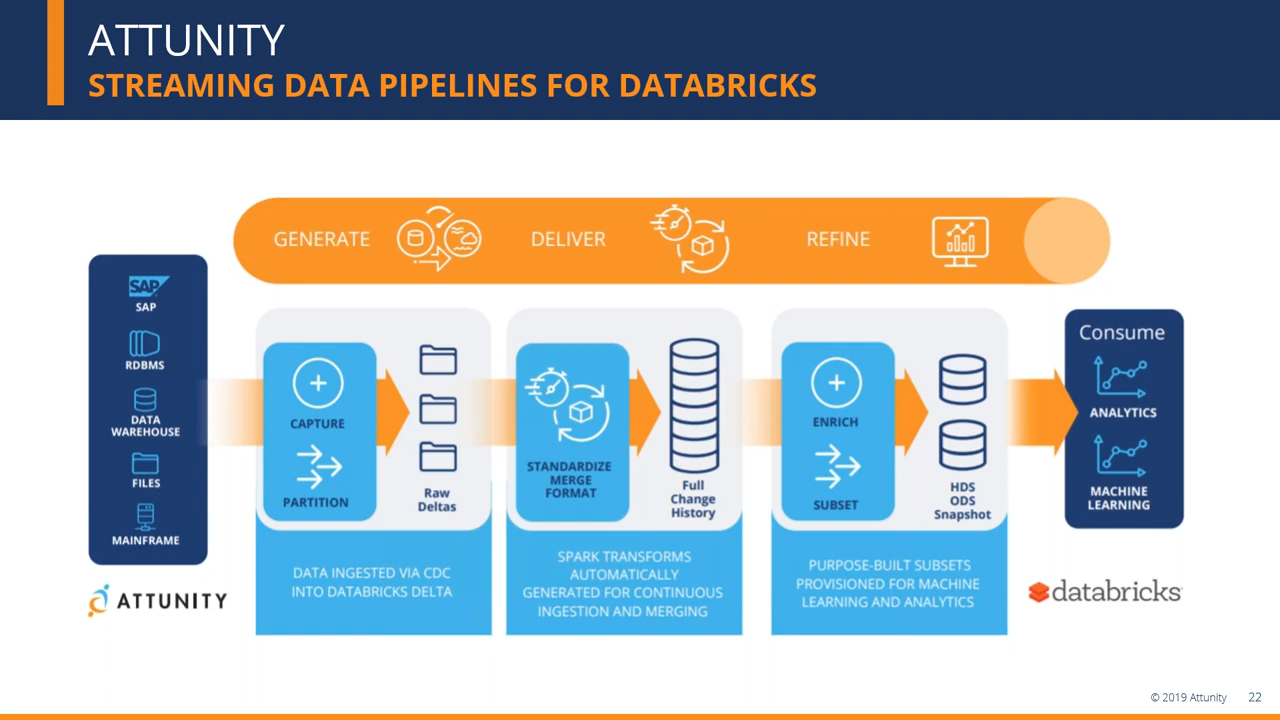 ATTUNITY
STREAMING DATA PIPELINES FOR DATABRICKS
GENERATE
DELIVER
REFINE
SAP
SAP
RDBMS
DATA
WAREHOUSE
FILES
MAINFRAME
ATTUNITY
CAPTURE
PARTITION
Raw
Deltas
DATA INGESTED VIA CDC
INTO DATABRICKS DELTA
STANDARDIZE
MERGE
FORMAT
Full
Change
History
SPARK TRANSFORMS
AUTOMATICALLY
GENERATED FOR CONTINUOUS
INGESTION AND MERGING
ENRICH
SUBSET
HDS
ODS
Snapshot
PURPOSE-BUILT SUBSETS
PROVISIONED FOR MACHINE
LEARNING AND ANALYTICS
Consume
ANALYTICS
MACHINE
LEARNING
databricks
© 2019 Attunity 22